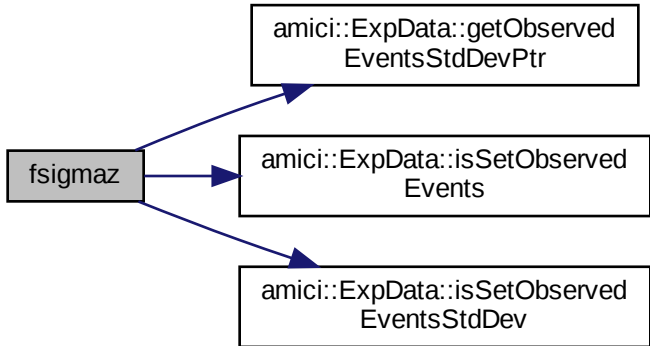 amici::ExpData::getObserved
EventsStdDevPtr
fsigmaz
amici::ExpData::isSetObserved
Events
amici::ExpData::isSetObserved
EventsStdDev